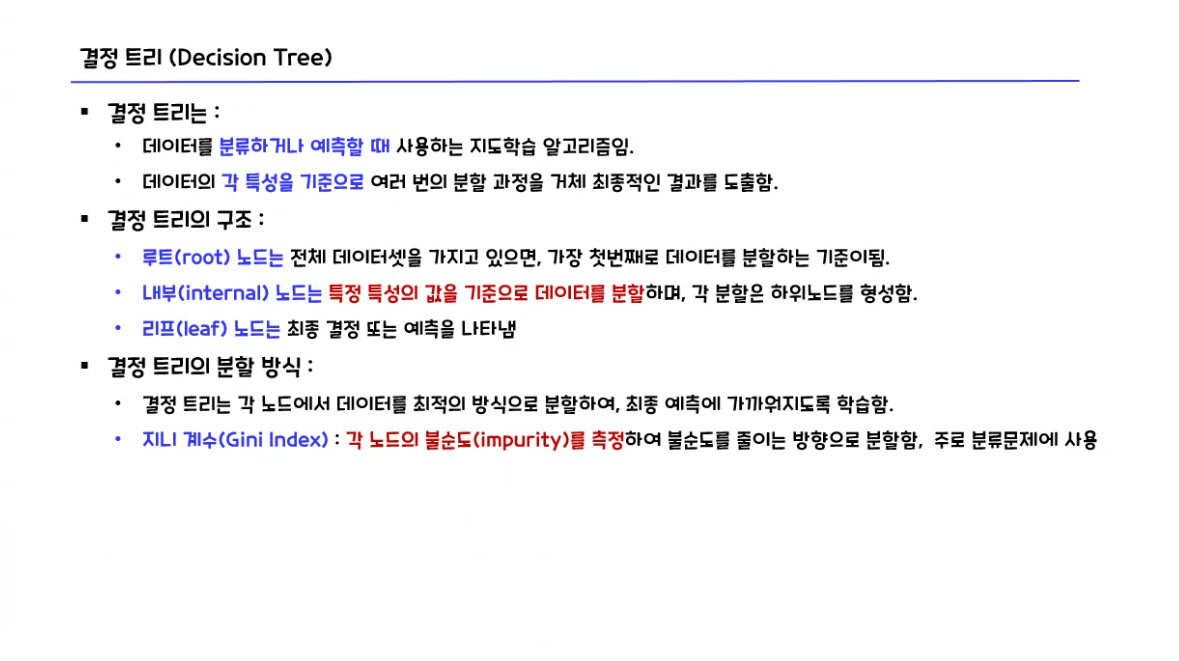 결정 트리 (Decision Tree)
▪ 결정 트리는 :
• 데이터를 분류하거나 예측할 때 사용하는 지도학습 알고리즘임.
• 데이터의 각 특성을 기준으로 여러 번의 분할 과정을 거체 최종적인 결과를 도출함.
▪ 결정 트리의 구조 :
• 루트(root) 노드는 전체 데이터셋을 가지고 있으면, 가장 첫번째로 데이터를 분할하는 기준이됨.
• 내부(internal) 노드는 특정 특성의 값을 기준으로 데이터를 분할하며, 각 분할은 하위노드를 형성함.
• 리프(leaf) 노드는 최종 결정 또는 예측을 나타냄
▪ 결정 트리의 분할 방식 :
• 결정 트리는 각 노드에서 데이터를 최적의 방식으로 분할하여, 최종 예측에 가까워지도록 학습함.
• 지니 계수(Gini Index) : 각 노드의 불순도(impurity)를 측정하여 불순도를 줄이는 방향으로 분할함, 주로 분류문제에 사용